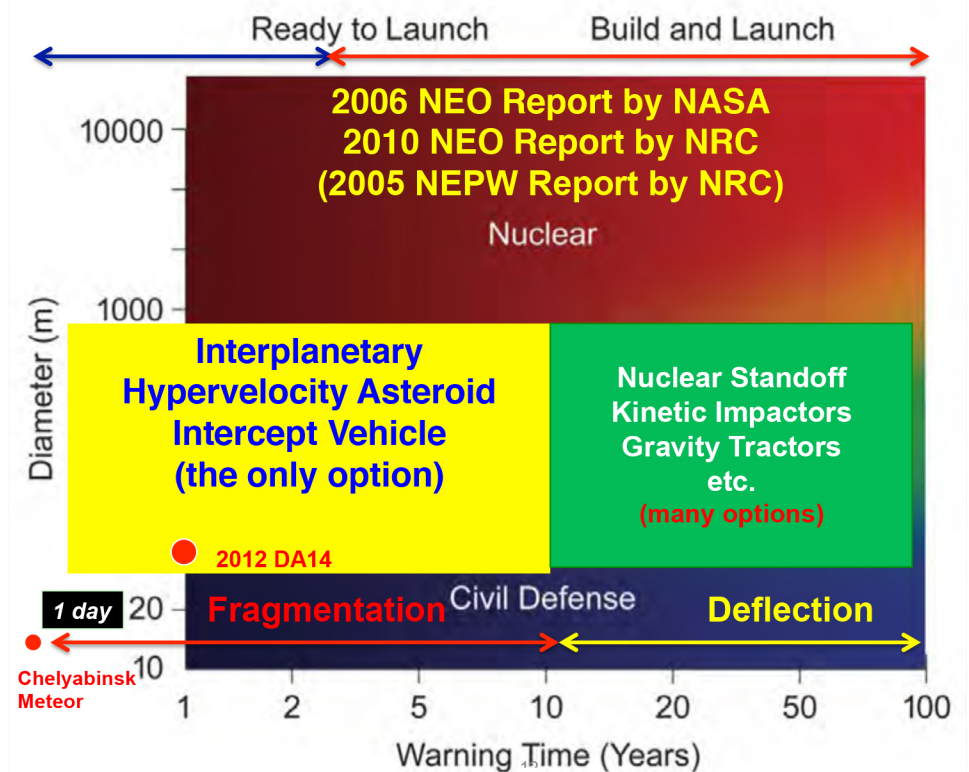 Ready to Launch
Build and Launch
2006 NEO Report by NASA
2010 NEO Report by NRC
(2005 NEPW Report by NRC)
Nuclear
10000
1000
Diameter (m)
Interplanetary
Hypervelocity Asteroid
Intercept Vehicle
(the only option)
Nuclear Standoff
Kinetic Impactors
Gravity Tractors
etc.
(many options)
2012 DA14
1 day
20
Fragmentation
Civil Defense
Deflection
10
Chelyabinsk
Meteor
1 2 5 10 20 50 100
Warning Time (Years)
12